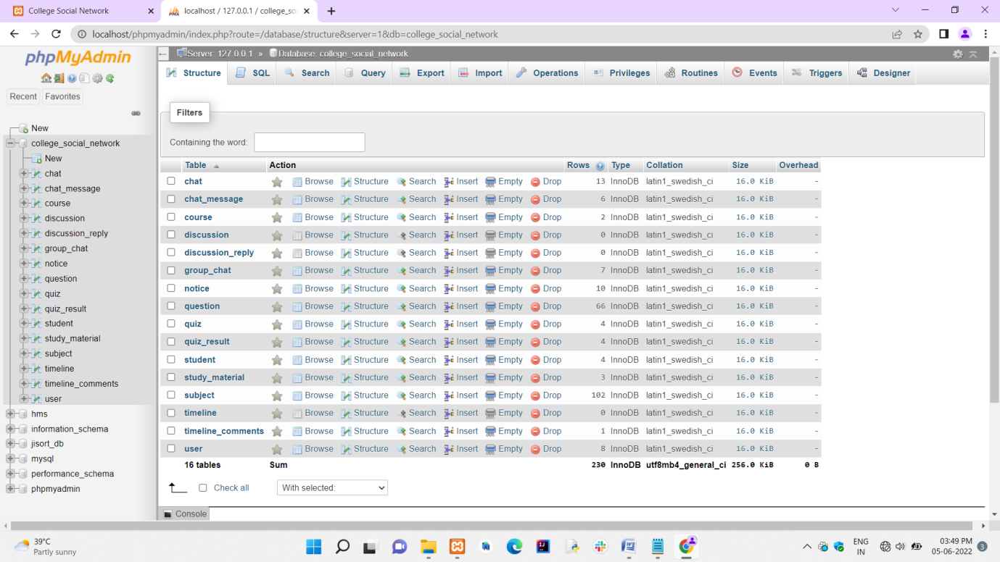 College Social Network
localhost / 127.0.0.1 / college_so
localhost/phpmyadmin/index.php?route=/database/structure&server=1&db=college_social_network
phpMyAdmin
Recent Favorites
New
college_social_network
New
chat
chat_message
course
discussion
discussion_reply
group_chat
notice
question
quiz
quiz_result
student
study_material
subject
timeline
timeline_comments
user
hms
information_schema
jisort_db
mysql
performance_schema
phpmyadmin
Server: 127.0.0.1 » Database: college_social_network
Structure SQL Search Query Export Import Operations Privileges Routines Events Triggers Designer
Filters
Containing the word:
Table Action Rows Type Collation Size Overhead
chat Browse Structure Search Insert Empty Drop 13 InnoDB latin1_swedish_ci 16.0 KiB -
chat_message Browse Structure Search Insert Empty Drop 6 InnoDB latin1_swedish_ci 16.0 KiB -
course Browse Structure Search Insert Empty Drop 2 InnoDB latin1_swedish_ci 16.0 KiB -
discussion Browse Structure Search Insert Empty Drop 0 InnoDB latin1_swedish_ci 16.0 KiB -
discussion_reply Browse Structure Search Insert Empty Drop 0 InnoDB latin1_swedish_ci 16.0 KiB -
group_chat Browse Structure Search Insert Empty Drop 7 InnoDB latin1_swedish_ci 16.0 KiB -
notice Browse Structure Search Insert Empty Drop 10 InnoDB latin1_swedish_ci 16.0 KiB -
question Browse Structure Search Insert Empty Drop 66 InnoDB latin1_swedish_ci 16.0 KiB -
quiz Browse Structure Search Insert Empty Drop 4 InnoDB latin1_swedish_ci 16.0 KiB -
quiz_result Browse Structure Search Insert Empty Drop 4 InnoDB latin1_swedish_ci 16.0 KiB -
student Browse Structure Search Insert Empty Drop 4 InnoDB latin1_swedish_ci 16.0 KiB -
study_material Browse Structure Search Insert Empty Drop 3 InnoDB latin1_swedish_ci 16.0 KiB -
subject Browse Structure Search Insert Empty Drop 102 InnoDB latin1_swedish_ci 16.0 KiB -
timeline Browse Structure Search Insert Empty Drop 0 InnoDB latin1_swedish_ci 16.0 KiB -
timeline_comments Browse Structure Search Insert Empty Drop 1 InnoDB latin1_swedish_ci 16.0 KiB -
user Browse Structure Search Insert Empty Drop 8 InnoDB latin1_swedish_ci 16.0 KiB -
16 tables Sum 230 InnoDB utf8mb4_general_ci 256.0 KiB 0 B
Check all With selected:
Console
39°C
Partly sunny
ENG
IN
03:49 PM
05-06-2022
3